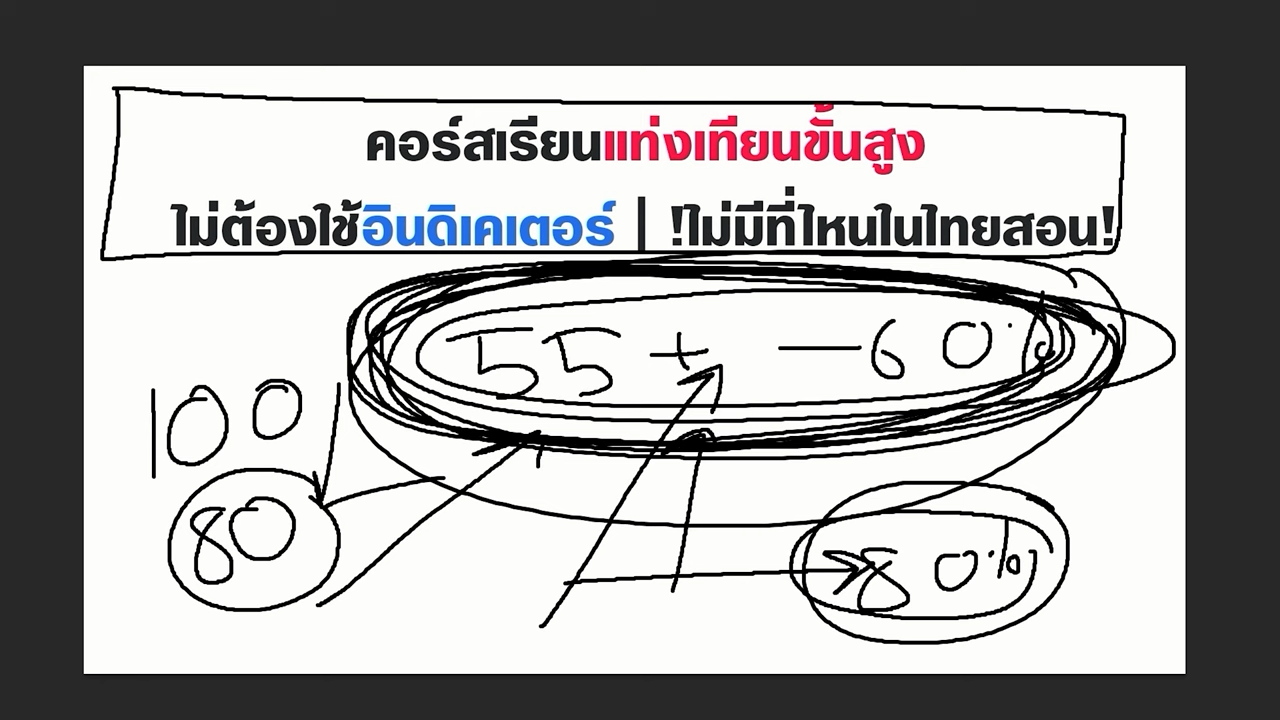 คอร์สเรียนแท่งเทียนขั้นสูง
ไม่ต้องใช้อินดิเคเตอร์ | !ไม่มีที่ไหนในไทยสอน!
55 + — 60%
100
80
80%